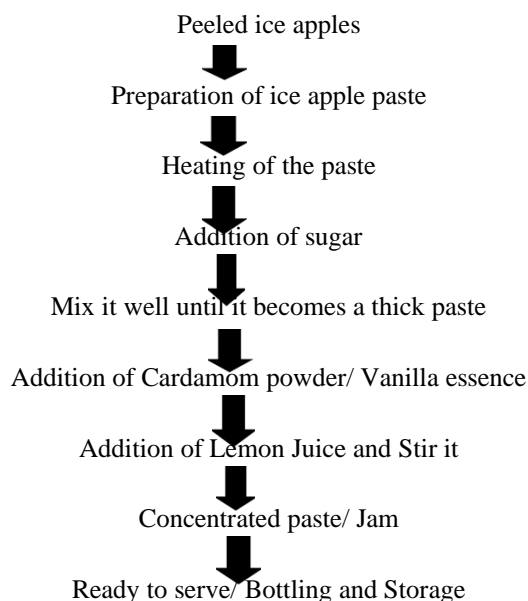 Peeled ice apples
Preparation of ice apple paste
Heating of the paste
Addition of sugar
Mix it well until it becomes a thick paste
Addition of Cardamom powder/ Vanilla essence
Addition of Lemon Juice and Stir it
Concentrated paste/ Jam
Ready to serve/ Bottling and Storage